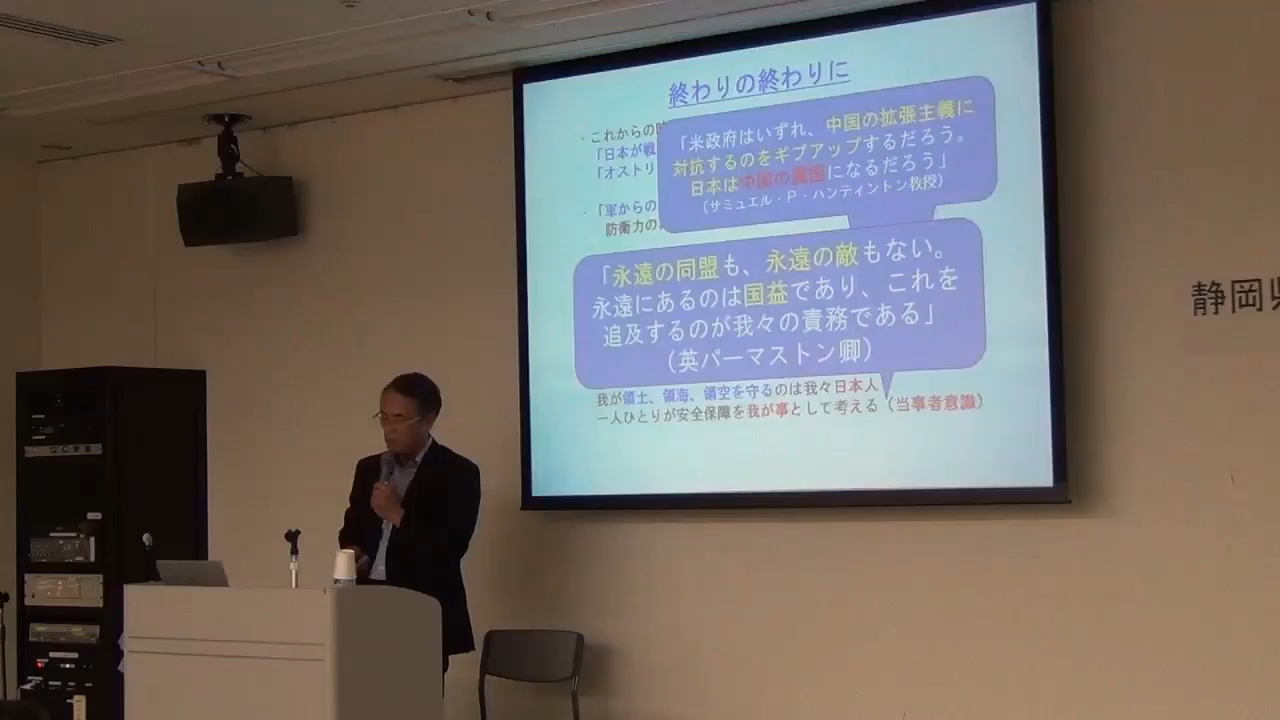 終わりの終わりに
・これからの
「日本が戦
「オストリ
・「軍からの
防衛力の
「米政府はいずれ、中国の拡張主義に
対抗するのをギブアップするだろう。
日本は中国の属国になるだろう」
（サミュエル・P・ハンティントン教授）
「永遠の同盟も、永遠の敵もない。
永遠にあるのは国益であり、これを
追及するのが我々の責務である」
（英パーマストン卿）
我が領土、領海、領空を守るのは我々日本人
一人ひとりが安全保障を我が事として考える（当事者意識）
静岡県